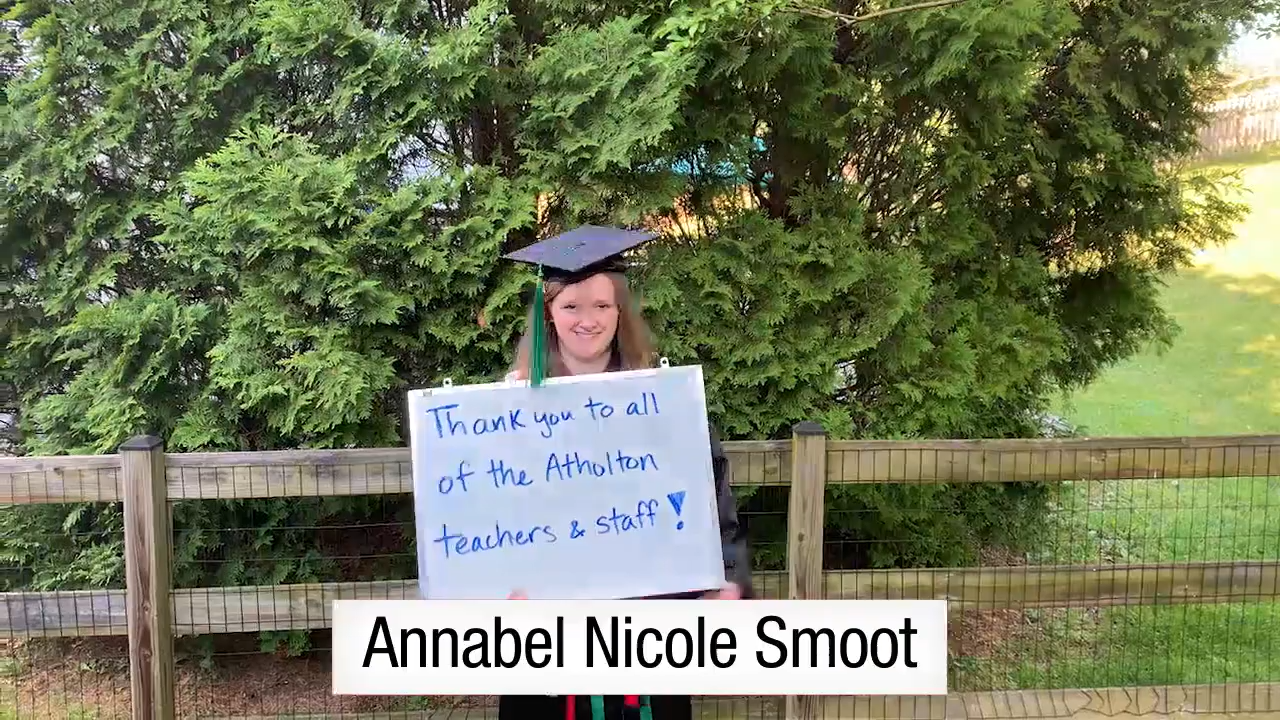 Thank you to all
of the Atholton
teachers & staff!
Annabel Nicole Smoot